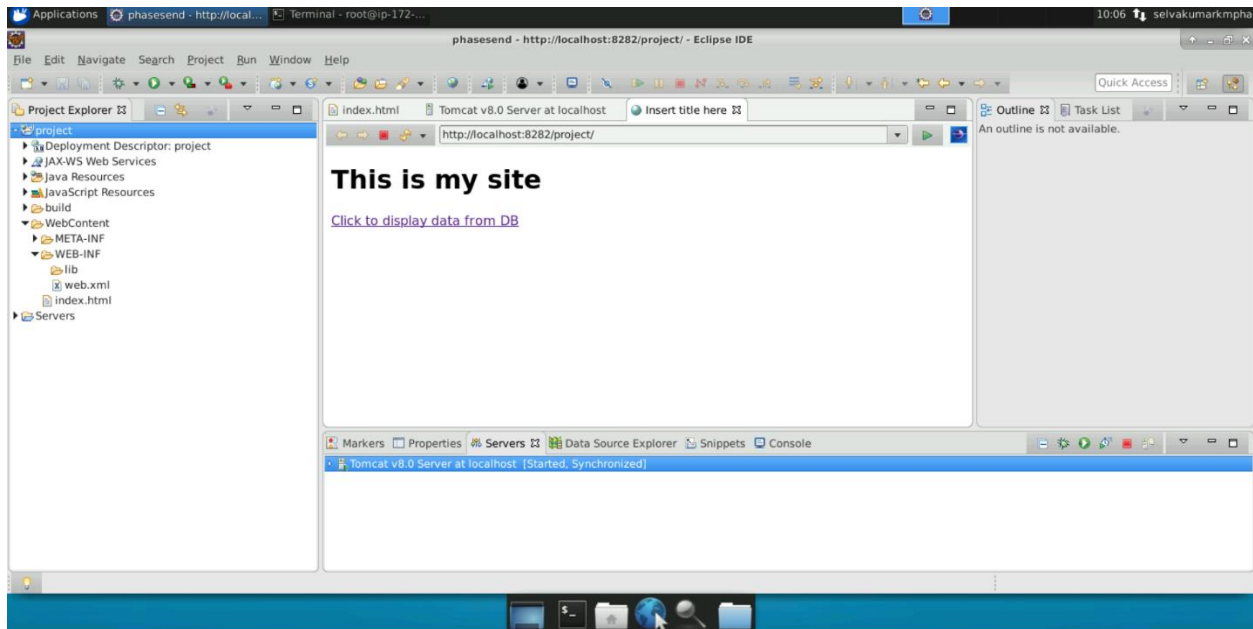 Applications phasesend - http://local... Terminal - root@ip-172-... 10:06 selvakumarkmpha
phasesend - http://localhost:8282/project/ - Eclipse IDE
File Edit Navigate Search Project Run Window Help
Quick Access
Project Explorer
project
Deployment Descriptor: project
JAX-WS Web Services
Java Resources
JavaScript Resources
build
WebContent
META-INF
WEB-INF
lib
web.xml
index.html
Servers
index.html Tomcat v8.0 Server at localhost Insert title here
http://localhost:8282/project/
This is my site
Click to display data from DB
Outline Task List
An outline is not available.
Markers Properties Servers Data Source Explorer Snippets Console
Tomcat v8.0 Server at localhost [Started, Synchronized]